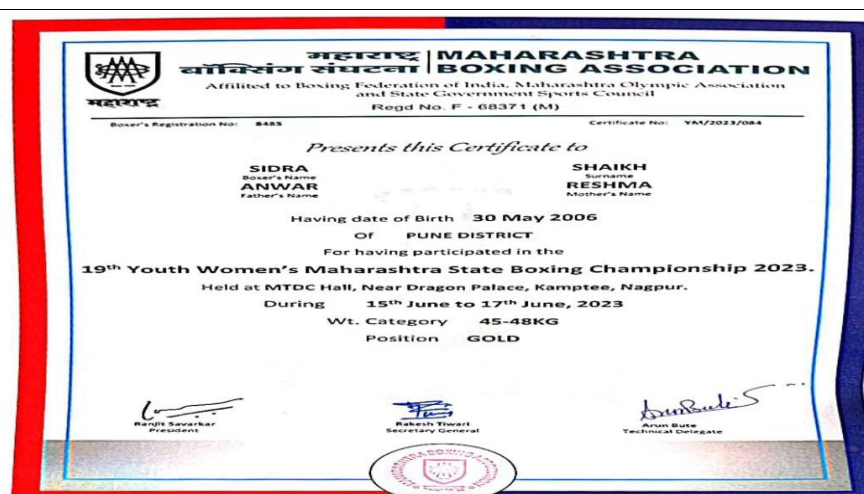 महाराष्ट्र
बॉक्सिंग संघटना
MAHARASHTRA
BOXING ASSOCIATION
महाराष्ट्र
Affilited to Boxing Federation of India, Maharashtra Olympic Association
and State Government Sports Council
Regd No. F - 68371 (M)
Boxer's Registration No: 8485 Certificate No: YM/2023/084
Presents this Certificate to
SIDRA SHAIKH
Boxer's Name Surname
ANWAR RESHMA
Father's Name Mother's Name
Having date of Birth 30 May 2006
Of PUNE DISTRICT
For having participated in the
19th Youth Women's Maharashtra State Boxing Championship 2023.
Held at MTDC Hall, Near Dragon Palace, Kamptee, Nagpur.
During 15th June to 17th June, 2023
Wt. Category 45-48KG
Position GOLD
Ranjit Savarkar Rakesh Tiwari Arun Bute
President Secretary General Technical Delegate